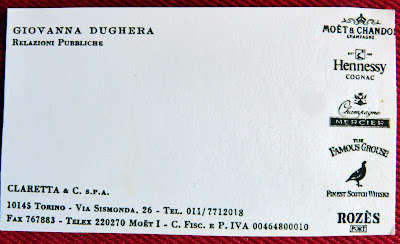 GIOVANNA DUGHERA
RELAZIONI PUBBLICHE
MOËT & CHANDON
CHAMPAGNE
Hennessy
COGNAC
Champagne
MERCIER
THE
FAMOUS GROUSE
FINEST SCOTCH WHISKY
ROZÈS
PORT
CLARETTA & C. S.P.A.
10145 TORINO - VIA SISMONDA, 26 - TEL. 011/7712018
FAX 767883 - TELEX 220270 MOËT I - C. FISC. E P. IVA 00464800010